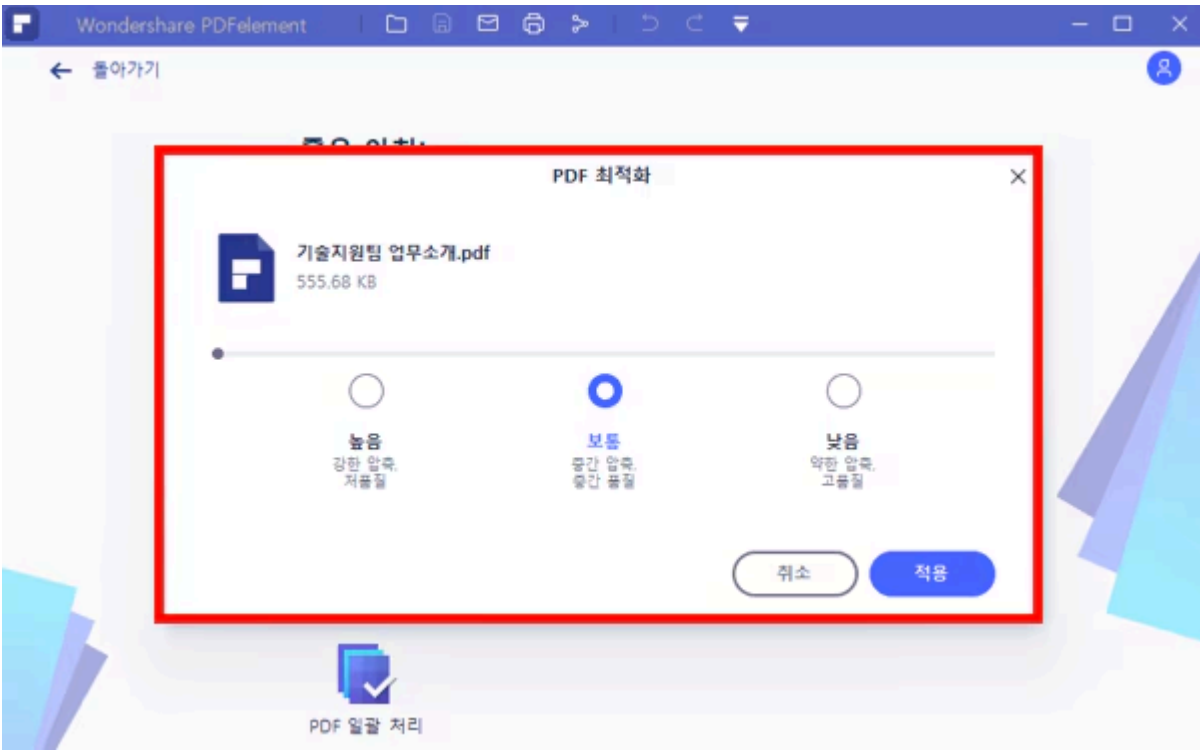 Wondershare PDFelement
돌아가기
PDF 최적화
기술지원팀 업무소개.pdf
555.68 KB
높음
강한 압축,
저품질
보통
중간 압축,
중간 품질
낮음
약한 압축,
고품질
취소
적용
PDF 일괄 처리